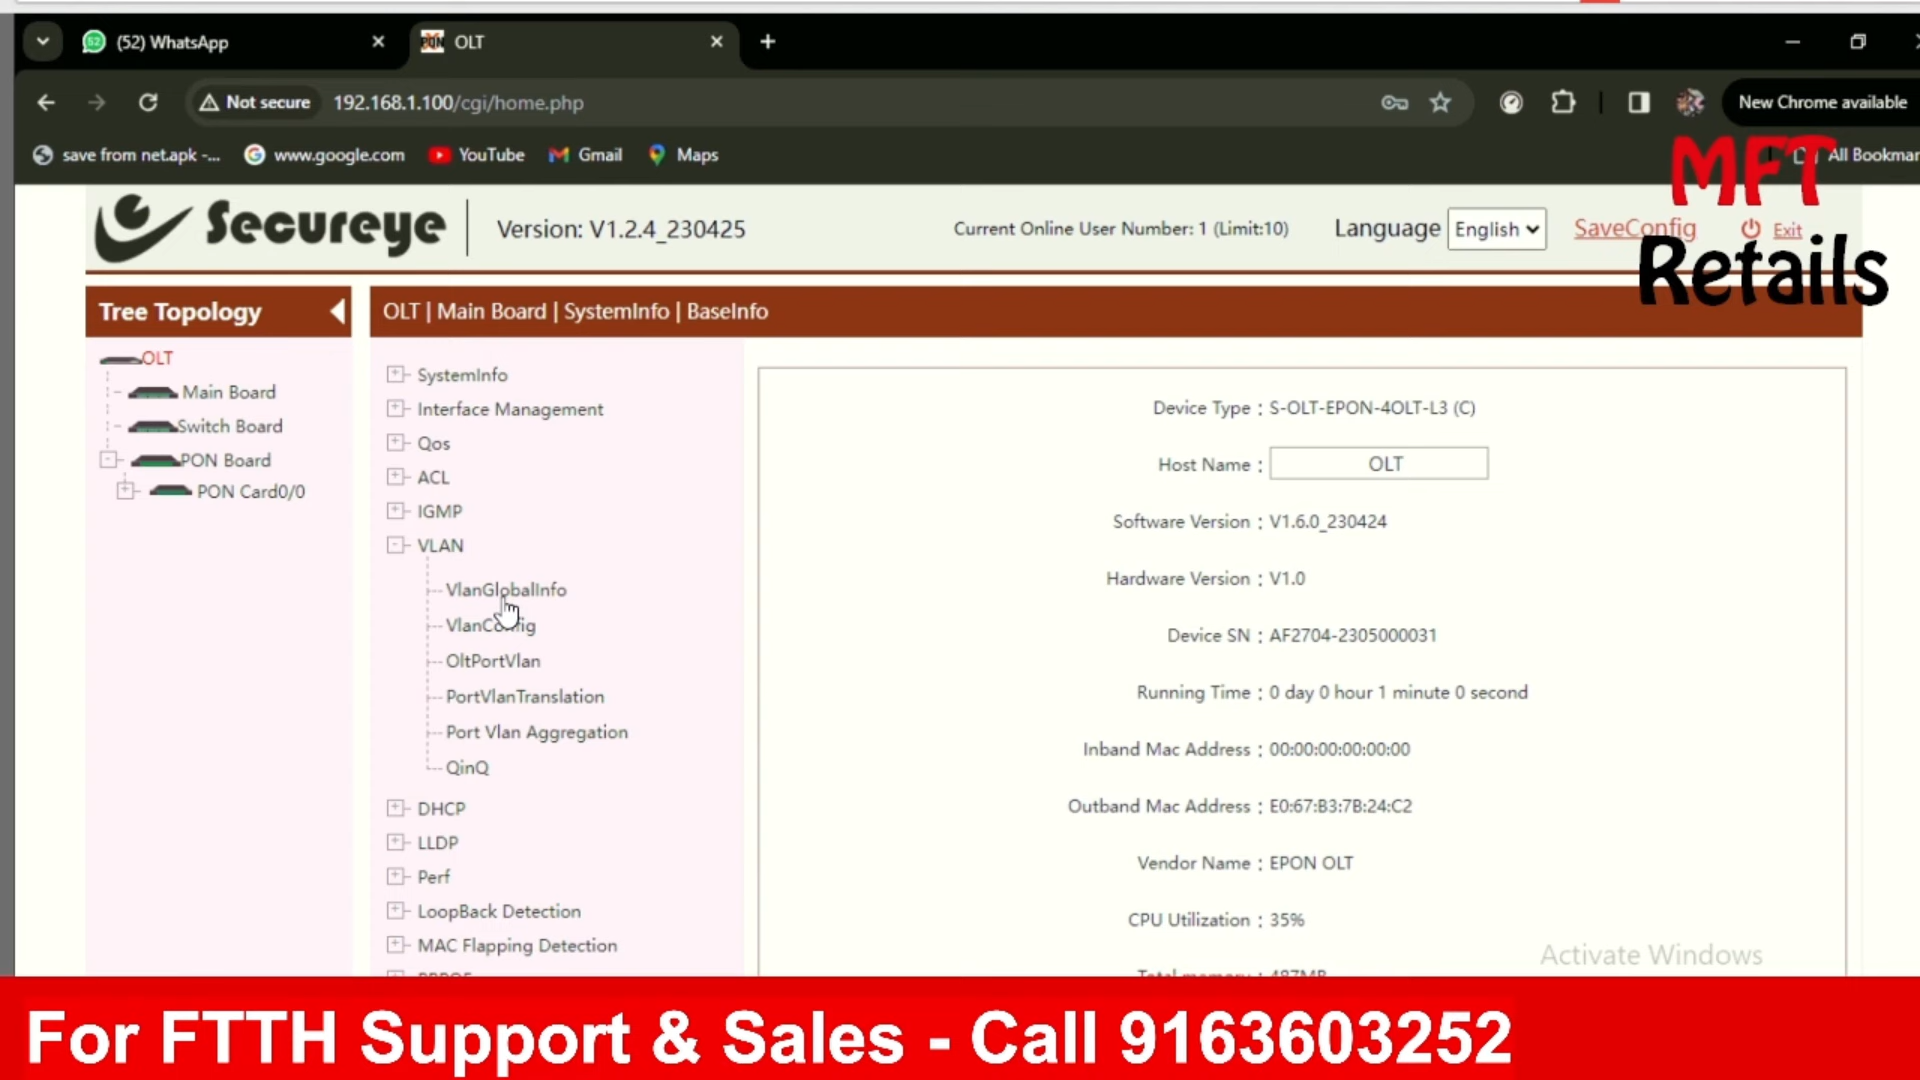 (52) WhatsApp
OLT
Not secure
192.168.1.100/cgi/home.php
New Chrome available
save from net.apk -...
www.google.com
YouTube
Gmail
Maps
All Bookmar
MFT
Retails
Secureye
Version: V1.2.4_230425
Current Online User Number: 1 (Limit:10)
Language
English
SaveConfig
Exit
Tree Topology
OLT
Main Board
Switch Board
PON Board
PON Card0/0
OLT | Main Board | SystemInfo | BaseInfo
SystemInfo
Interface Management
Qos
ACL
IGMP
VLAN
VlanGlobalInfo
VlanConfig
OltPortVlan
PortVlanTranslation
Port Vlan Aggregation
QinQ
DHCP
LLDP
Perf
LoopBack Detection
MAC Flapping Detection
Device Type : S-OLT-EPON-4OLT-L3 (C)
Host Name : OLT
Software Version : V1.6.0_230424
Hardware Version : V1.0
Device SN : AF2704-2305000031
Running Time : 0 day 0 hour 1 minute 0 second
Inband Mac Address : 00:00:00:00:00:00
Outband Mac Address : E0:67:B3:7B:24:C2
Vendor Name : EPON OLT
CPU Utilization : 35%
Total memory : 487MB
Activate Windows
For FTTH Support & Sales - Call 9163603252